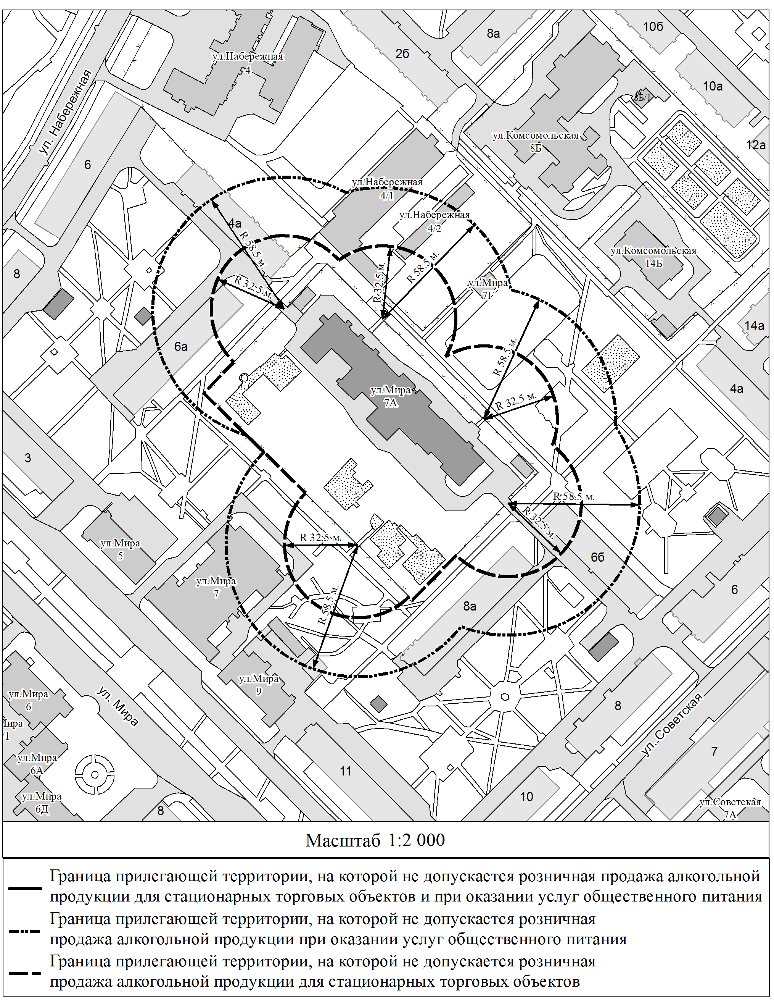 10б
8а
2б
ул.Набережная
4
10а
8Б/1
ул. Набережная
ул.Комсомольская
8Б
12а
6
ул.Набережная
4/1
ул.Набережная
4/2
4а
R 58.5 м.
ул.Комсомольская
14Б
8
R 32.5 м.
R 32.5 м.
R 58.5 м.
ул.Мира
7Г
14а
6а
R 58.5 м.
ул.Мира
7А
4а
R 32.5 м.
3
R 58.5 м.
R 32.5 м.
R 32.5 м.
ул.Мира
5
6б
ул.Мира
7
R 58.5 м.
8а
6
ул.Мира
9
ул.Мира
6
ул. Мира
8
ул. Советская
Мира
/1
ул.Мира
6А
7
11
ул.Мира
6Д
10
ул.Советская
7А
8
Масштаб 1:2 000
Граница прилегающей территории, на которой не допускается розничная продажа алкогольной
продукции для стационарных торговых объектов и при оказании услуг общественного питания
Граница прилегающей территории, на которой не допускается розничная
продажа алкогольной продукции при оказании услуг общественного питания
Граница прилегающей территории, на которой не допускается розничная
продажа алкогольной продукции для стационарных торговых объектов